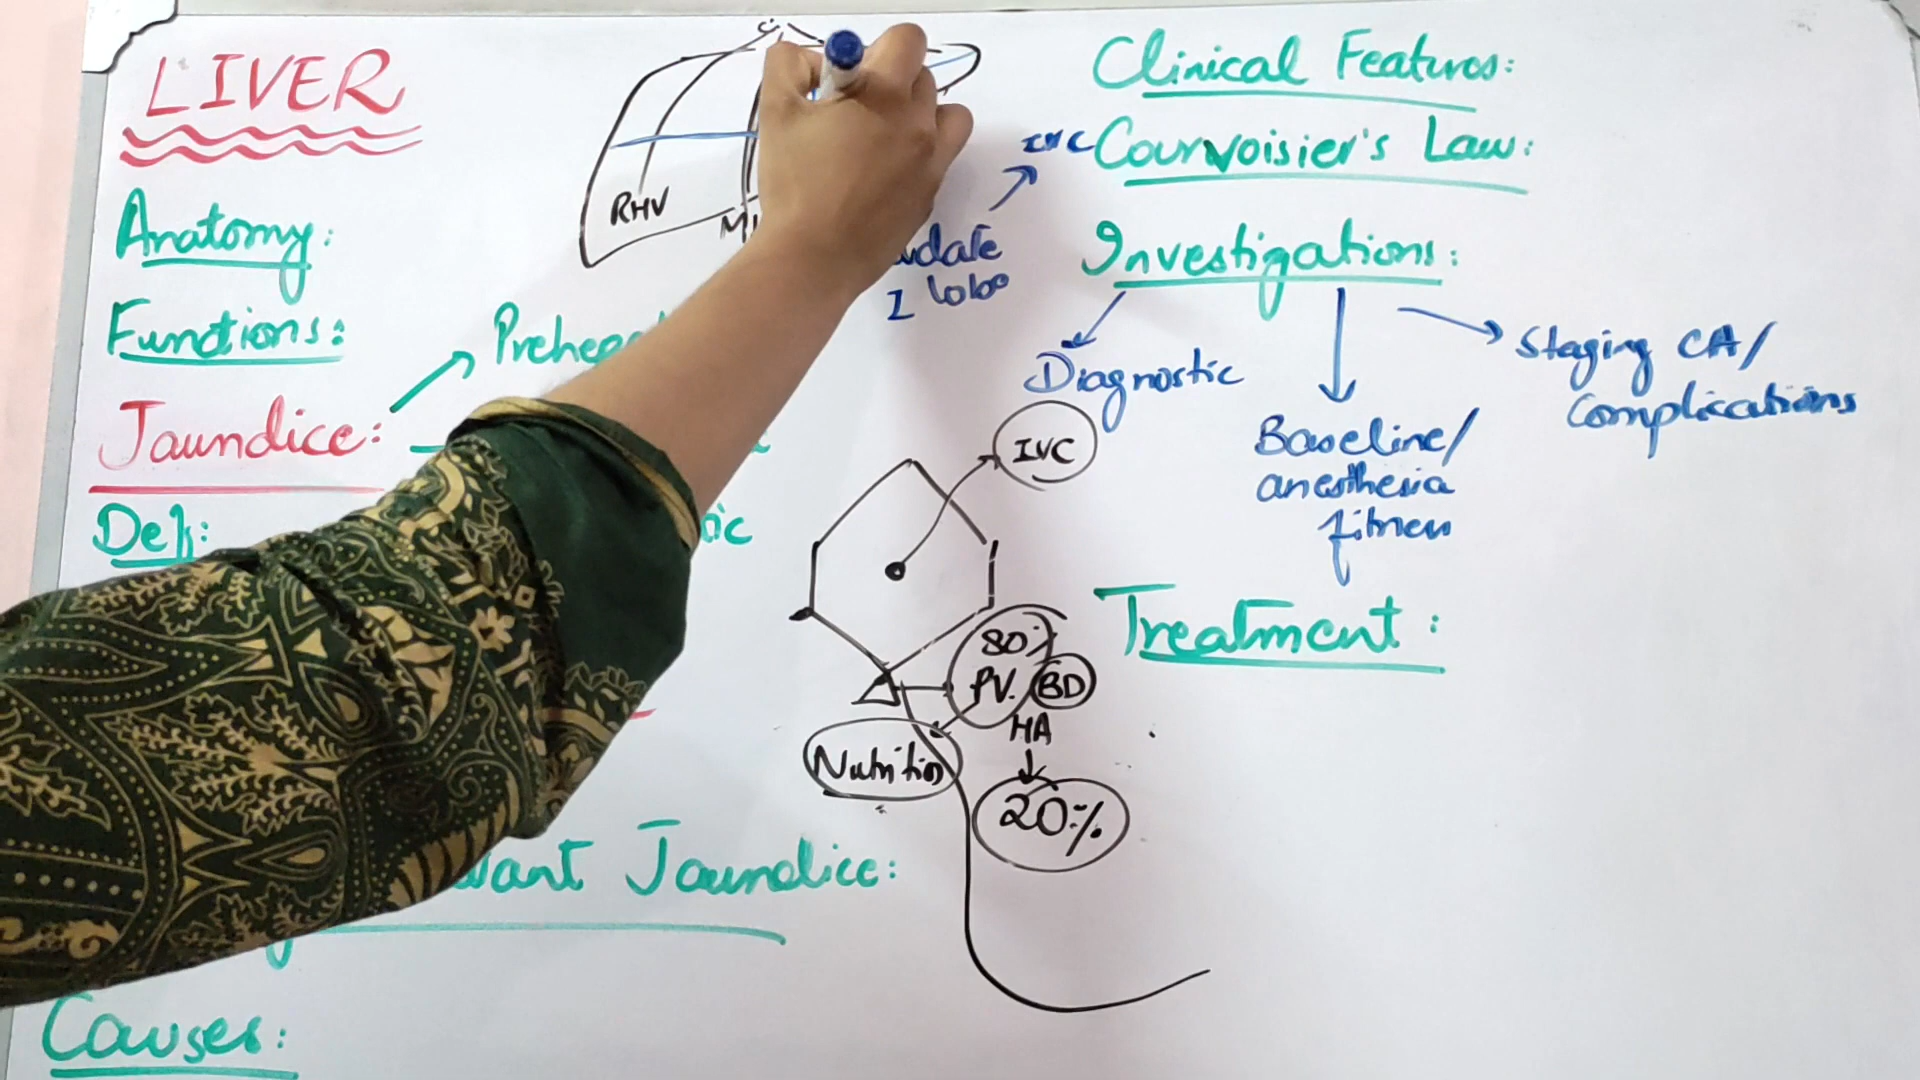 LIVER
Anatomy:
Functions:
Jaundice:
Def:
Jaundice:
Causes:
RHV
I lobe
IVC
IVC
80%
PV.
BD
HA
20%
Nutrition
Clinical Features:
Courvoisier's Law:
Investigations:
Diagnostic
Baseline/
anesthesia
fitness
Staging CA/
Complications
Treatment: